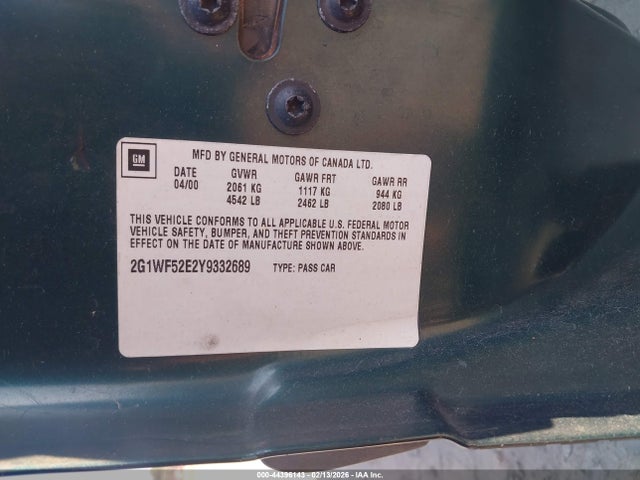 GM
MFD BY GENERAL MOTORS OF CANADA LTD.
DATE GVWR GAWR FRT GAWR RR
04/00 2061 KG 1117 KG 944 KG
4542 LB 2462 LB 2080 LB
THIS VEHICLE CONFORMS TO ALL APPLICABLE U.S. FEDERAL MOTOR
VEHICLE SAFETY, BUMPER, AND THEFT PREVENTION STANDARDS IN
EFFECT ON THE DATE OF MANUFACTURE SHOWN ABOVE.
2G1WF52E2Y9332689 TYPE: PASS CAR
000-44396143 - 02/13/2026 - IAA Inc.